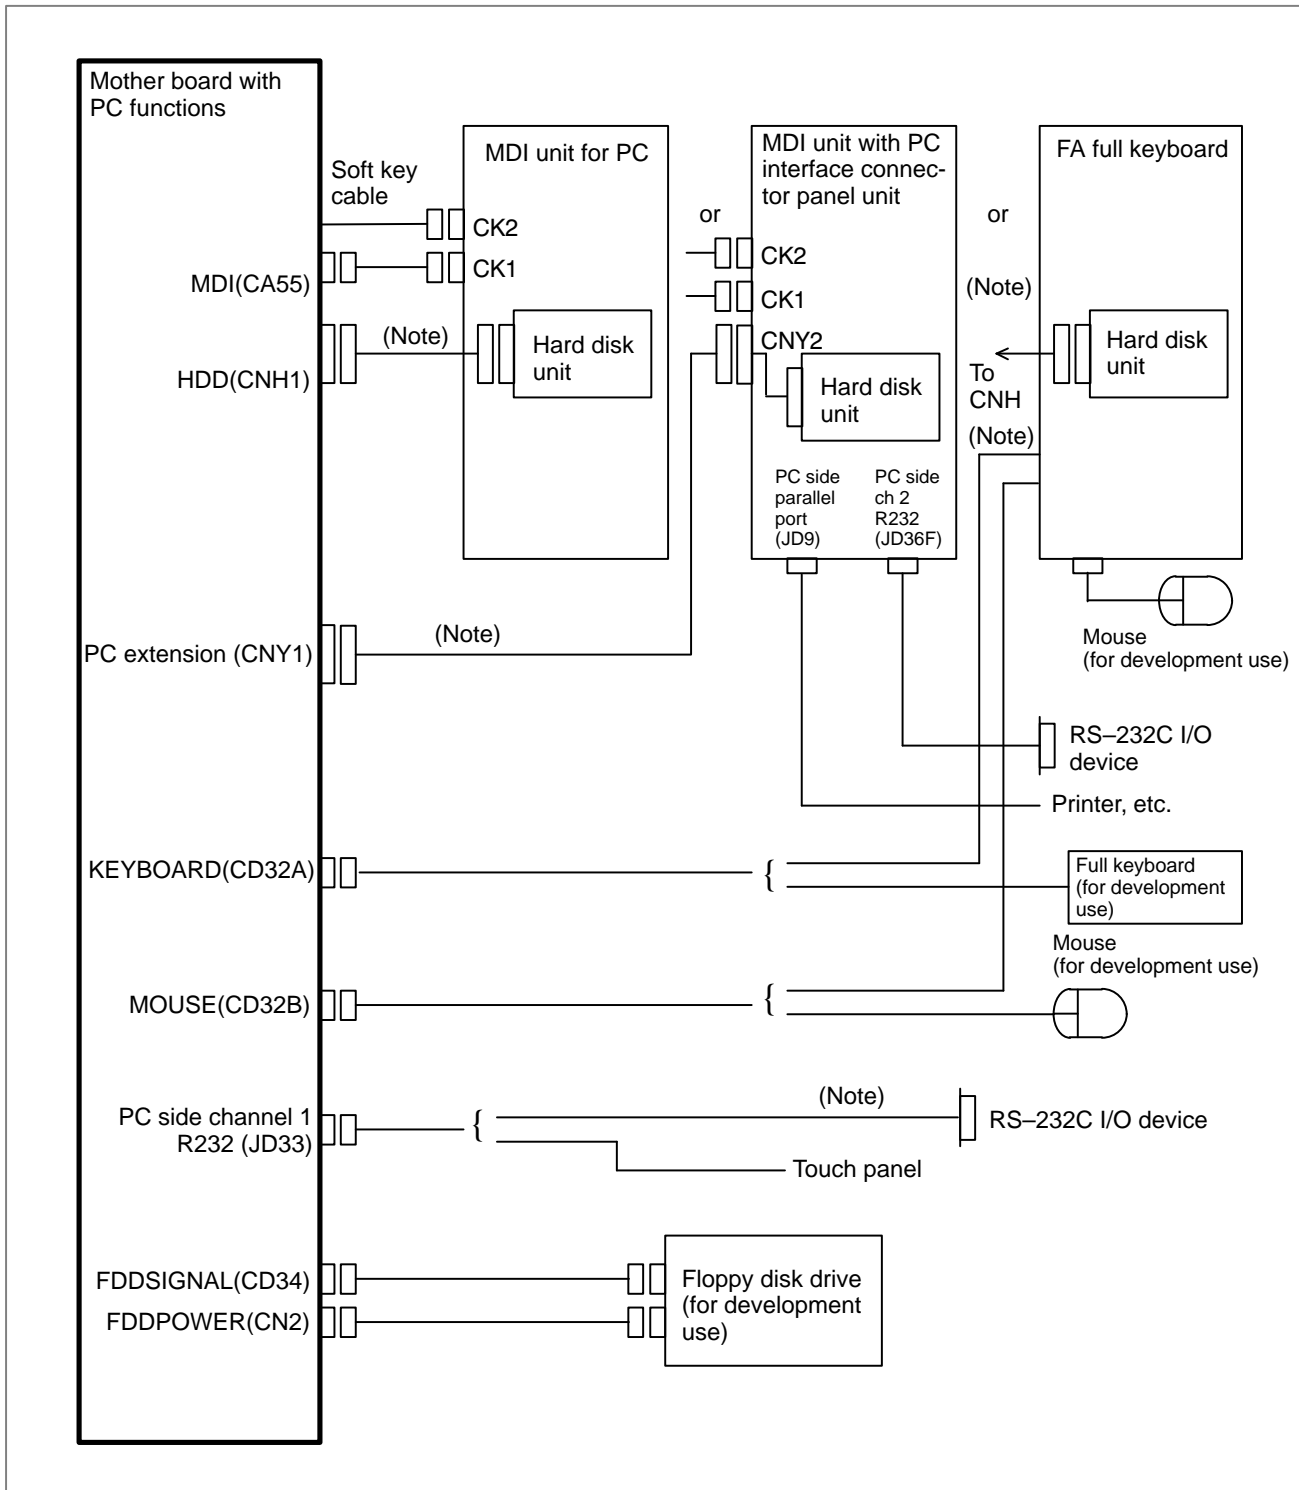 Mother board with
PC functions
Soft key
cable
MDI(CA55)
HDD(CNH1)
(Note)
PC extension (CNY1)
(Note)
KEYBOARD(CD32A)
MOUSE(CD32B)
PC side channel 1
R232 (JD33)
FDDSIGNAL(CD34)
FDDPOWER(CN2)
MDI unit for PC
CK2
CK1
Hard disk
unit
or
MDI unit with PC
interface connec-
tor panel unit
CK2
CK1
CNY2
Hard disk
unit
PC side
parallel
port
(JD9)
PC side
ch 2
R232
(JD36F)
or
(Note)
To
CNH
(Note)
FA full keyboard
Hard disk
unit
Mouse
(for development use)
RS–232C I/O
device
Printer, etc.
{
Full keyboard
(for development
use)
Mouse
(for development use)
{
{
(Note)
RS–232C I/O device
Touch panel
Floppy disk drive
(for development
use)